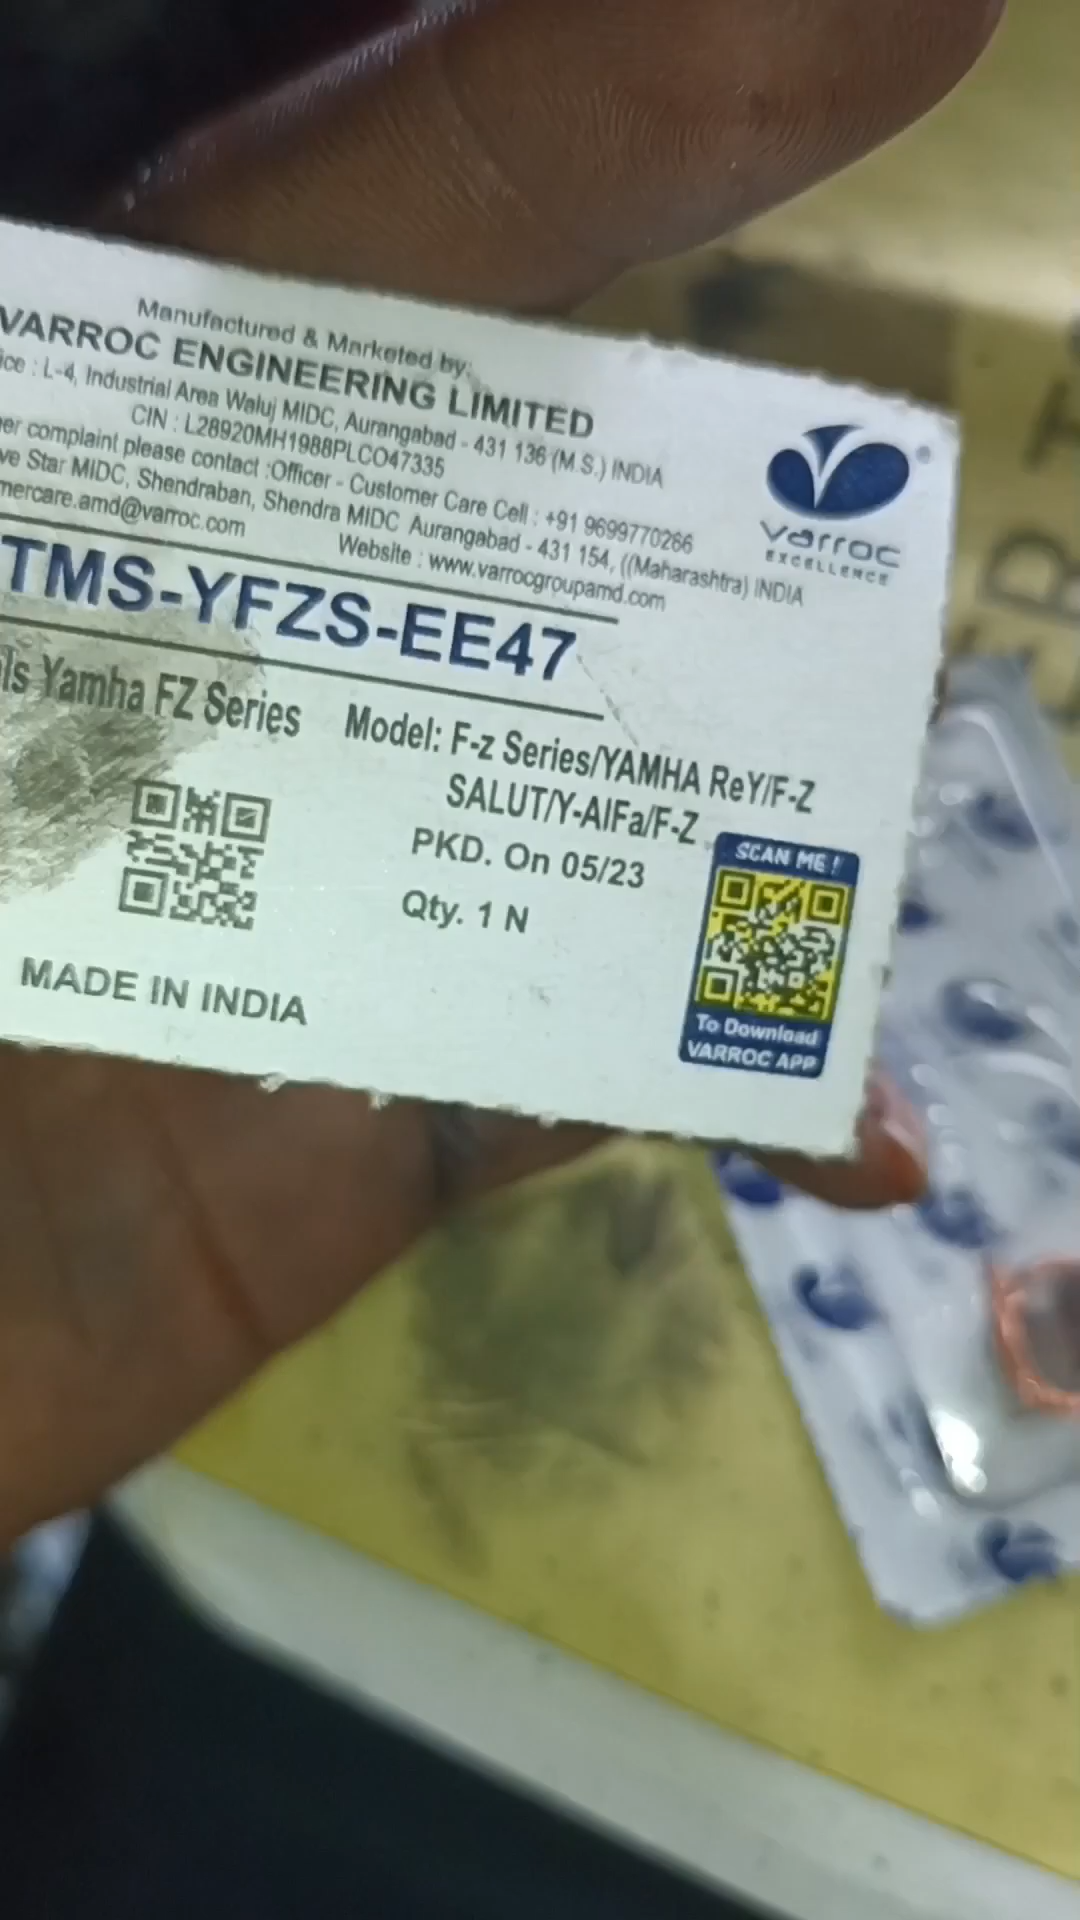 Manufactured & Marketed by:
VARROC ENGINEERING LIMITED
ice : L-4, Industrial Area Waluj MIDC, Aurangabad - 431 136 (M.S.) INDIA
CIN : L28920MH1988PLCO47335
er complaint please contact :Officer - Customer Care Cell : +91 9699770266
ve Star MIDC, Shendraban, Shendra MIDC Aurangabad - 431 154, ((Maharashtra) INDIA
mercare.amd@varroc.com Website : www.varrocgroupamd.com
varroc
EXCELLENCE
TMS-YFZS-EE47
ls Yamha FZ Series Model: F-z Series/YAMHA ReY/F-Z
SALUT/Y-AlFa/F-Z
PKD. On 05/23
Qty. 1 N
MADE IN INDIA
SCAN ME !
To Download
VARROC APP